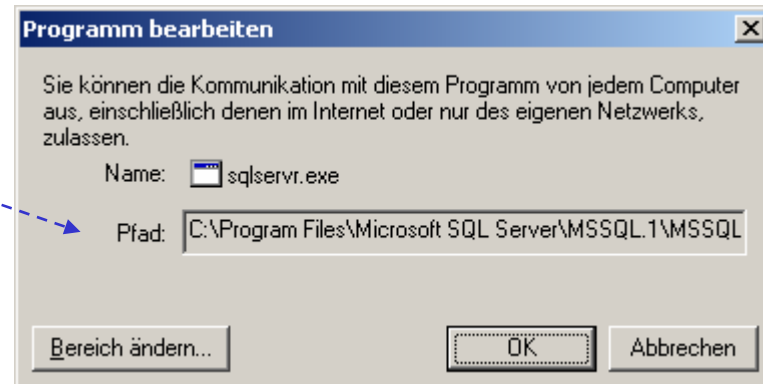 Programm bearbeiten
Sie können die Kommunikation mit diesem Programm von jedem Computer
aus, einschließlich denen im Internet oder nur des eigenen Netzwerks,
zulassen.
Name: sqlservr.exe
Pfad: C:\Program Files\Microsoft SQL Server\MSSQL.1\MSSQL
Bereich ändern... OK Abbrechen